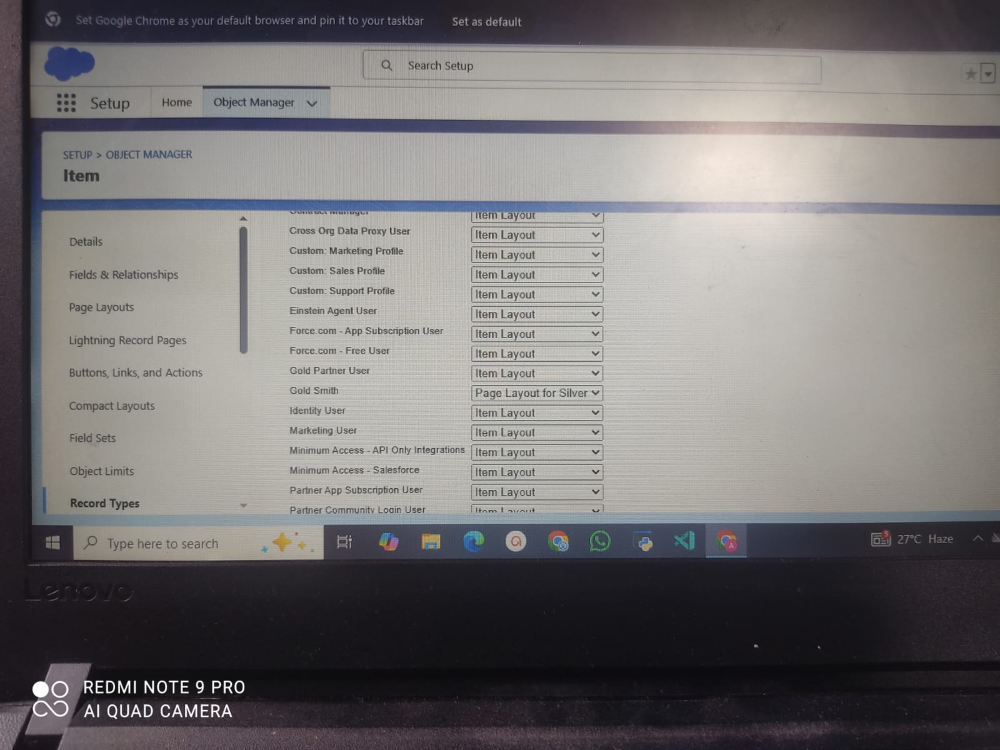 Set Google Chrome as your default browser and pin it to your taskbar Set as default
Search Setup
Setup Home Object Manager
SETUP > OBJECT MANAGER
Item
Details
Fields & Relationships
Page Layouts
Lightning Record Pages
Buttons, Links, and Actions
Compact Layouts
Field Sets
Object Limits
Record Types
Contract Manager Item Layout
Cross Org Data Proxy User Item Layout
Custom: Marketing Profile Item Layout
Custom: Sales Profile Item Layout
Custom: Support Profile Item Layout
Einstein Agent User Item Layout
Force.com - App Subscription User Item Layout
Force.com - Free User Item Layout
Gold Partner User Item Layout
Gold Smith Page Layout for Silver
Identity User Item Layout
Marketing User Item Layout
Minimum Access - API Only Integrations Item Layout
Minimum Access - Salesforce Item Layout
Partner App Subscription User Item Layout
Partner Community Login User Item Layout
Type here to search 5 27°C Haze
Lenovo
REDMI NOTE 9 PRO
AI QUAD CAMERA